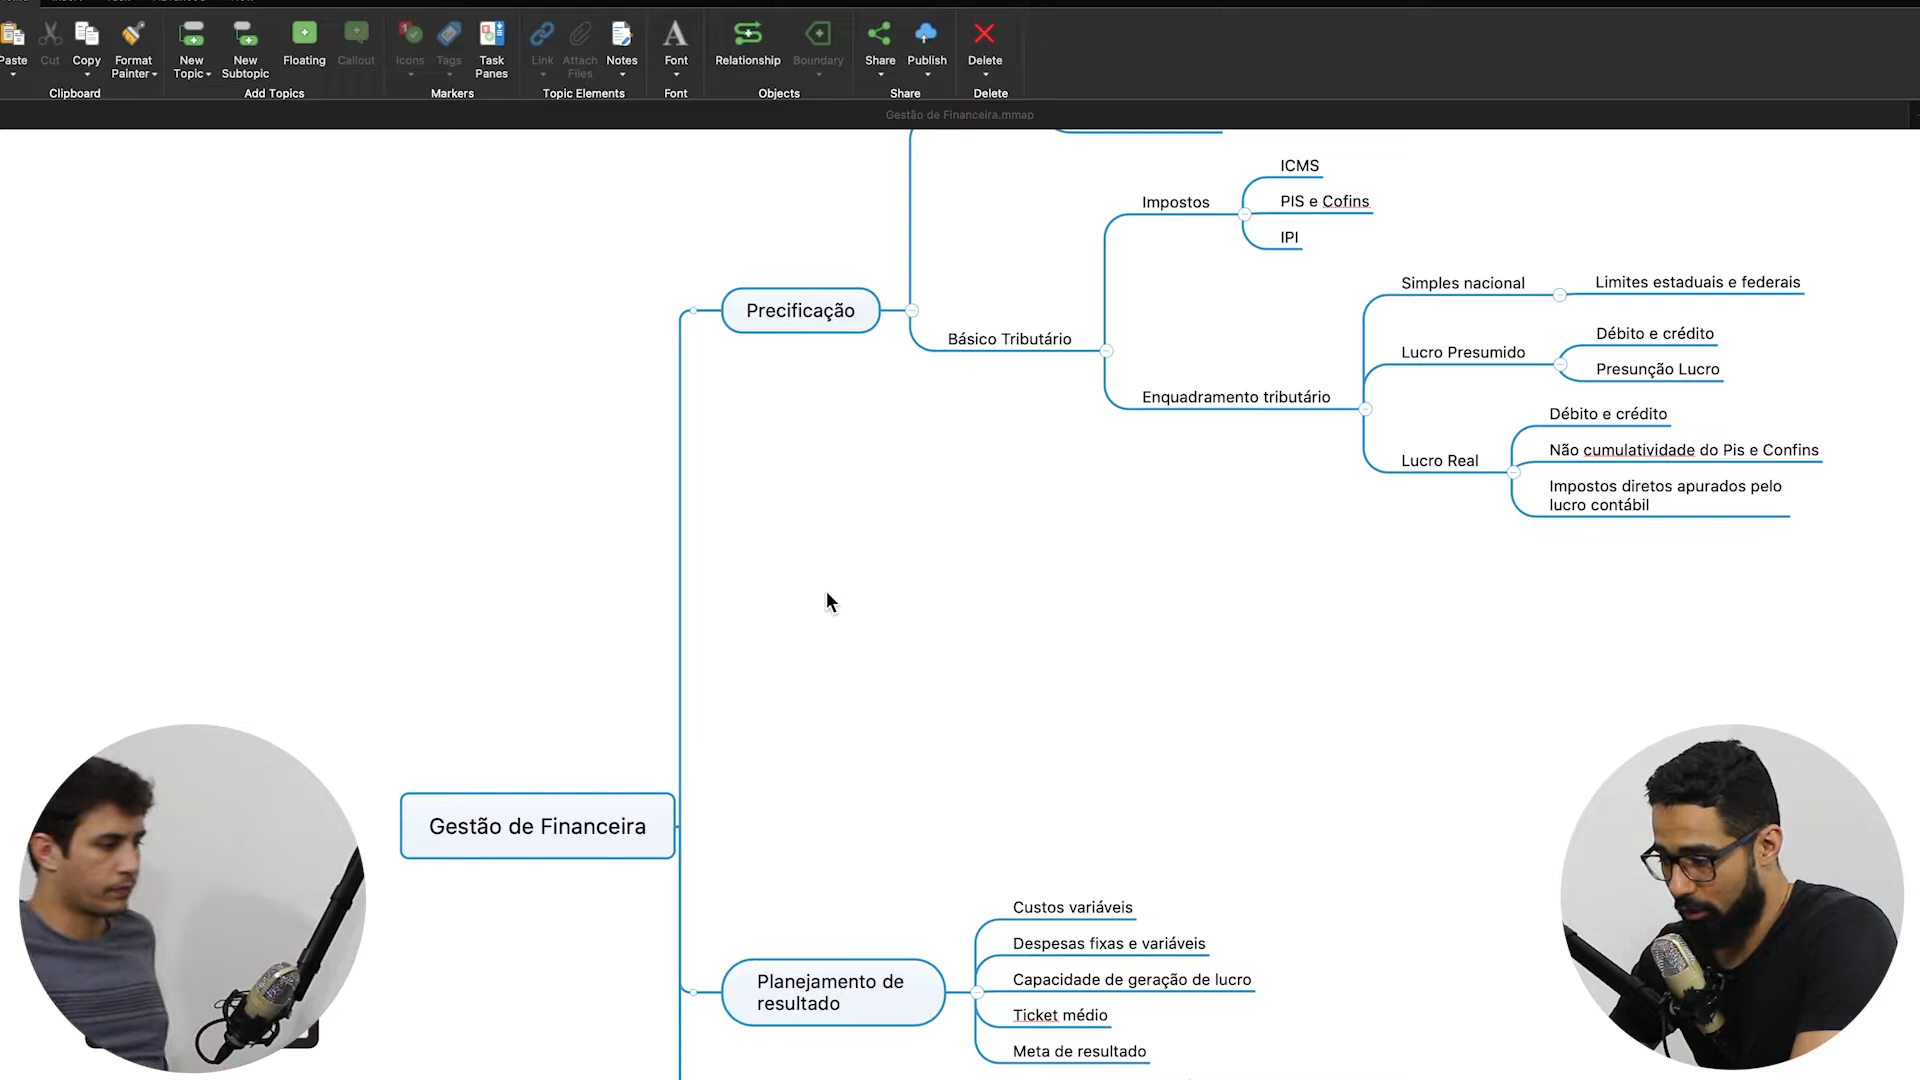 Paste
Cut
Copy
Format
Painter
New
Topic
New
Subtopic
Floating
Callout
Icons
Tags
Task
Panes
Link
Attach
Files
Notes
Font
Relationship
Boundary
Share
Publish
Delete
Clipboard
Add Topics
Markers
Topic Elements
Font
Objects
Share
Delete
Gestão de Financeira.mmap
ICMS
Impostos
PIS e Cofins
IPI
Simples nacional
Limites estaduais e federais
Precificação
Básico Tributário
Débito e crédito
Lucro Presumido
Presunção Lucro
Enquadramento tributário
Débito e crédito
Não cumulatividade do Pis e Confins
Lucro Real
Impostos diretos apurados pelo
lucro contábil
Gestão de Financeira
Custos variáveis
Despesas fixas e variáveis
Planejamento de
resultado
Capacidade de geração de lucro
Ticket médio
Meta de resultado